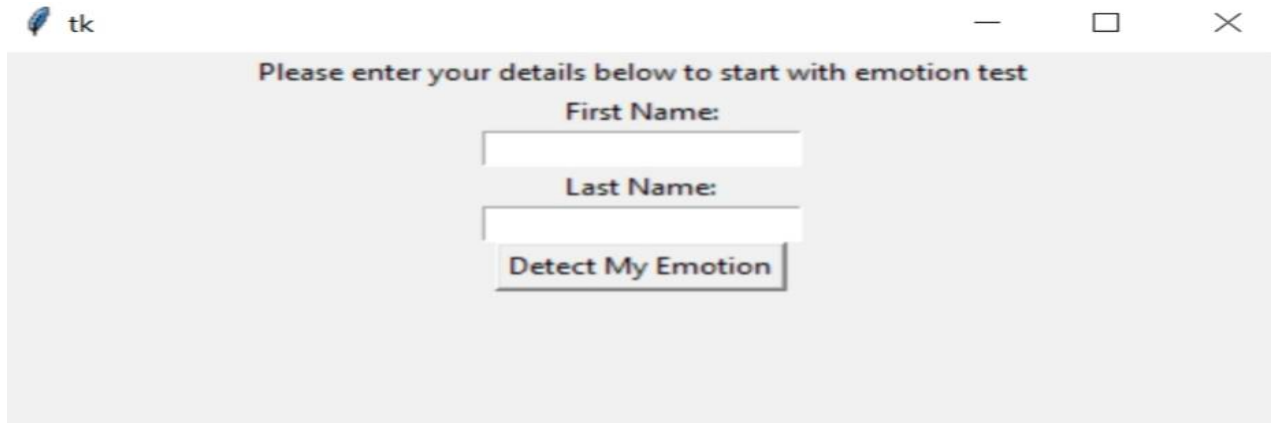 tk
Please enter your details below to start with emotion test
First Name:
Last Name:
Detect My Emotion